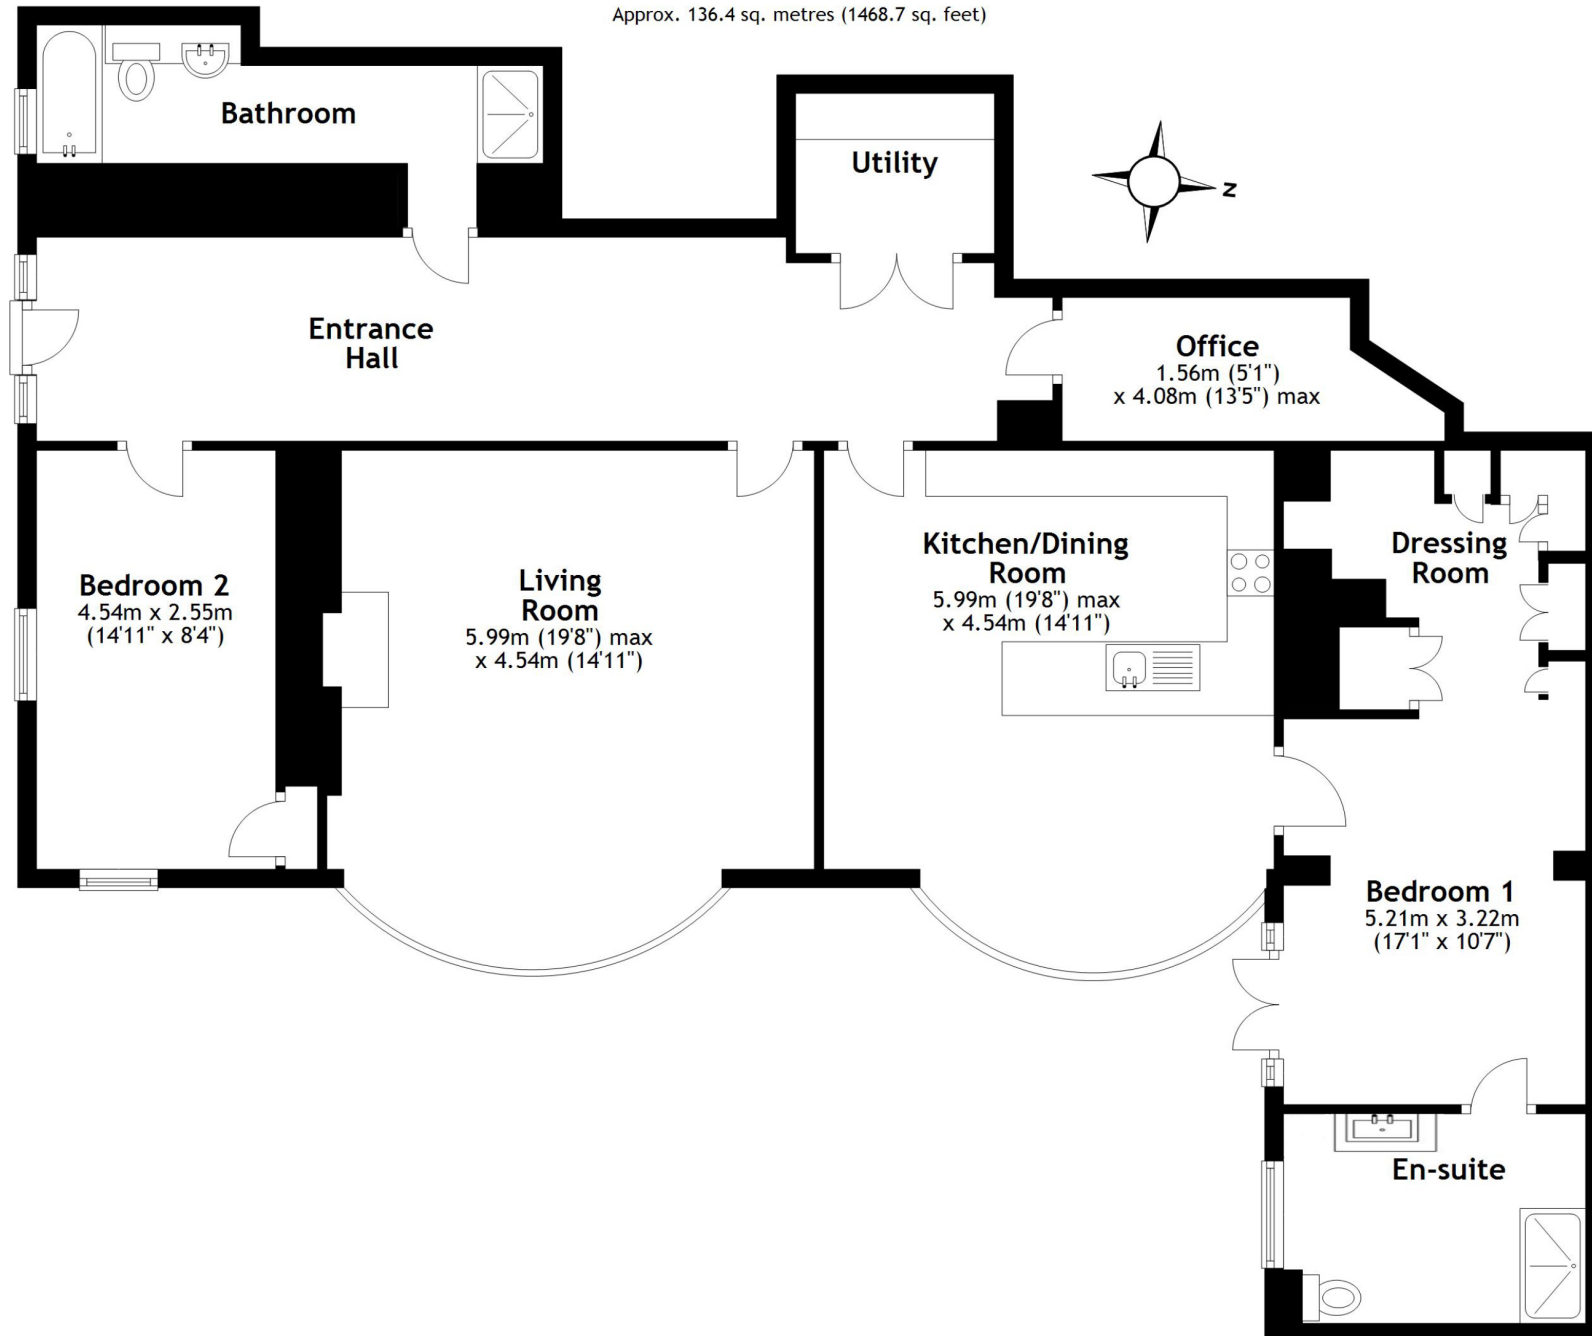 Approx. 136.4 sq. metres (1468.7 sq. feet)
Bathroom
Utility
N
Entrance
Hall
Office
1.56m (5'1")
x 4.08m (13'5") max
Bedroom 2
4.54m x 2.55m
(14'11" x 8'4")
Living
Room
5.99m (19'8") max
x 4.54m (14'11")
Kitchen/Dining
Room
5.99m (19'8") max
x 4.54m (14'11")
Dressing
Room
Bedroom 1
5.21m x 3.22m
(17'1" x 10'7")
En-suite